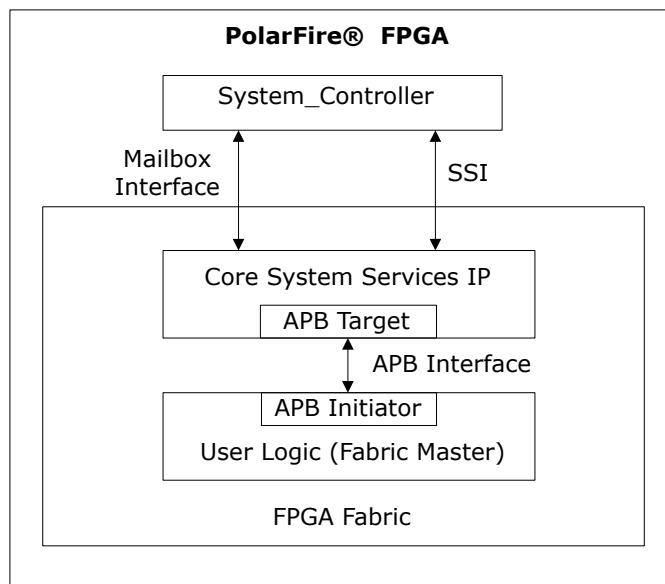 PolarFire® FPGA
System_Controller
Mailbox
Interface
SSI
Core System Services IP
APB Target
APB Interface
APB Initiator
User Logic (Fabric Master)
FPGA Fabric